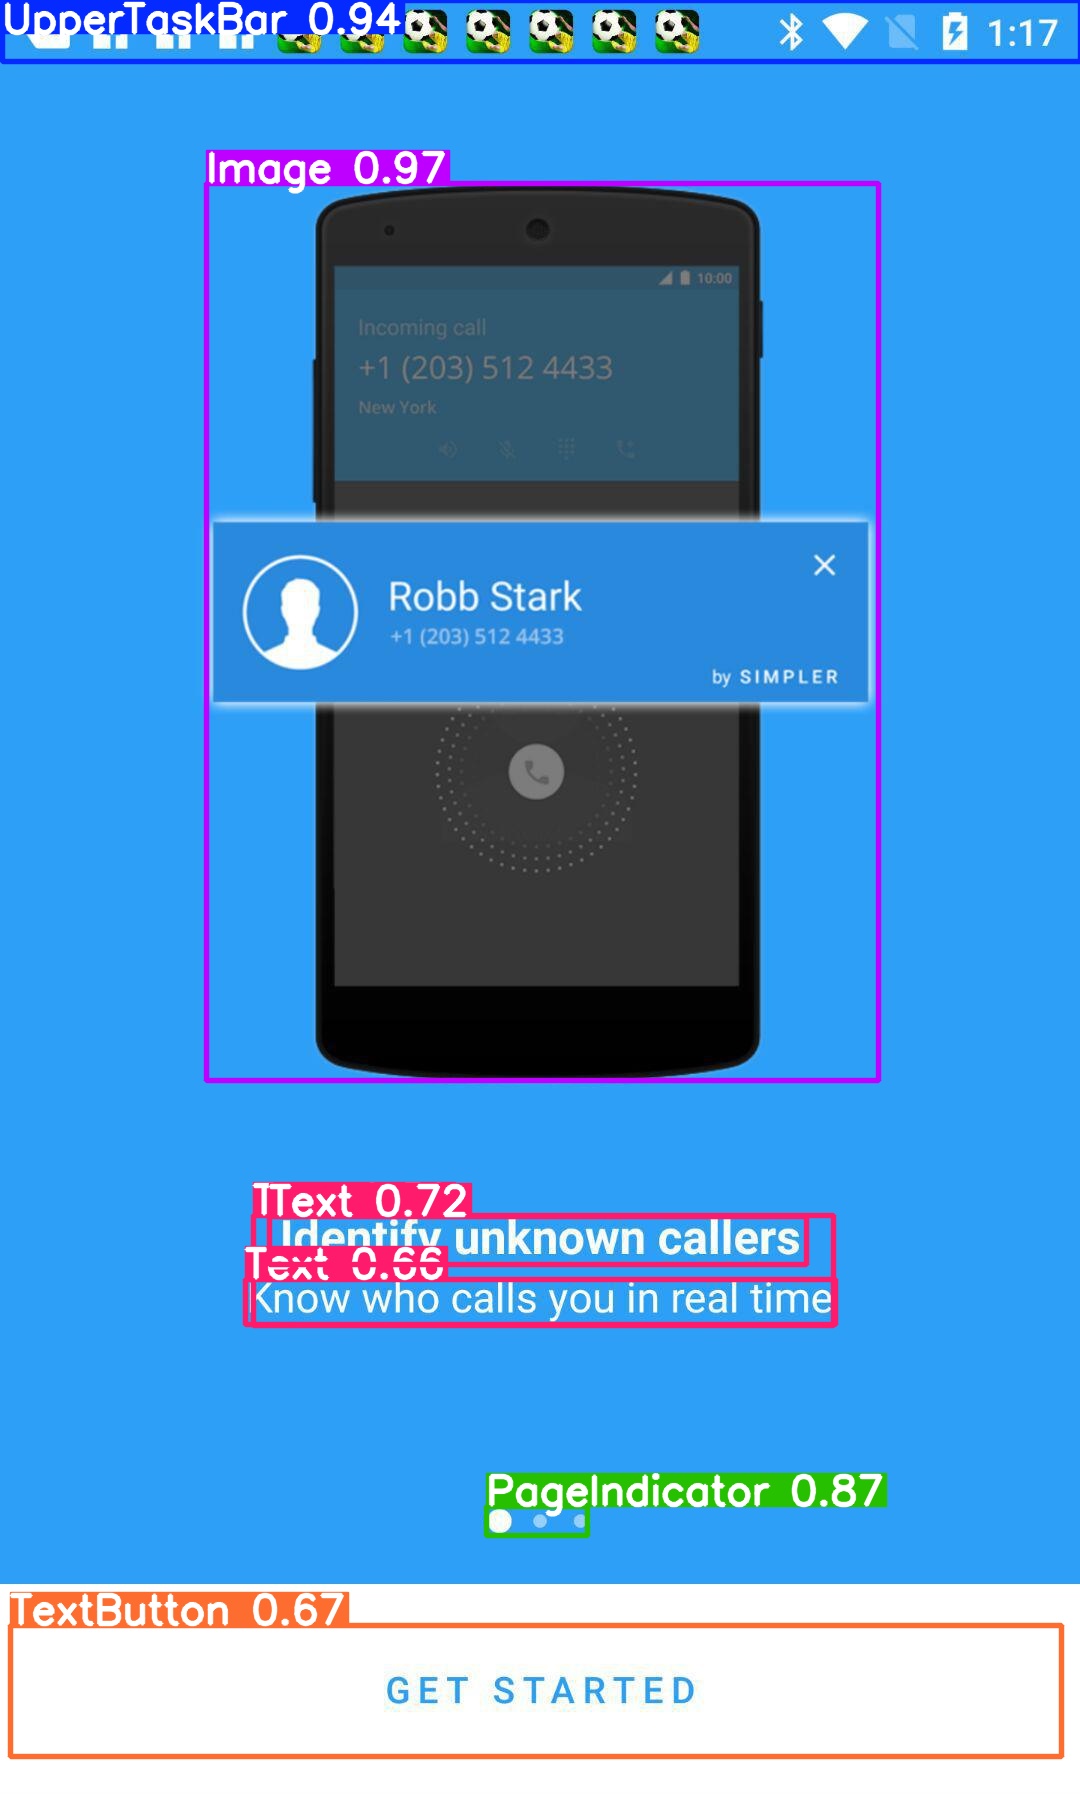 UpperTaskBar 0.94
1:17
Image 0.97
10:00
Incoming call
+1 (203) 512 4433
New York
Robb Stark
+1 (203) 512 4433
by SIMPLER
Text 0.72
Identify unknown callers
Text 0.66
Know who calls you in real time
PageIndicator 0.87
TextButton 0.67
GET STARTED